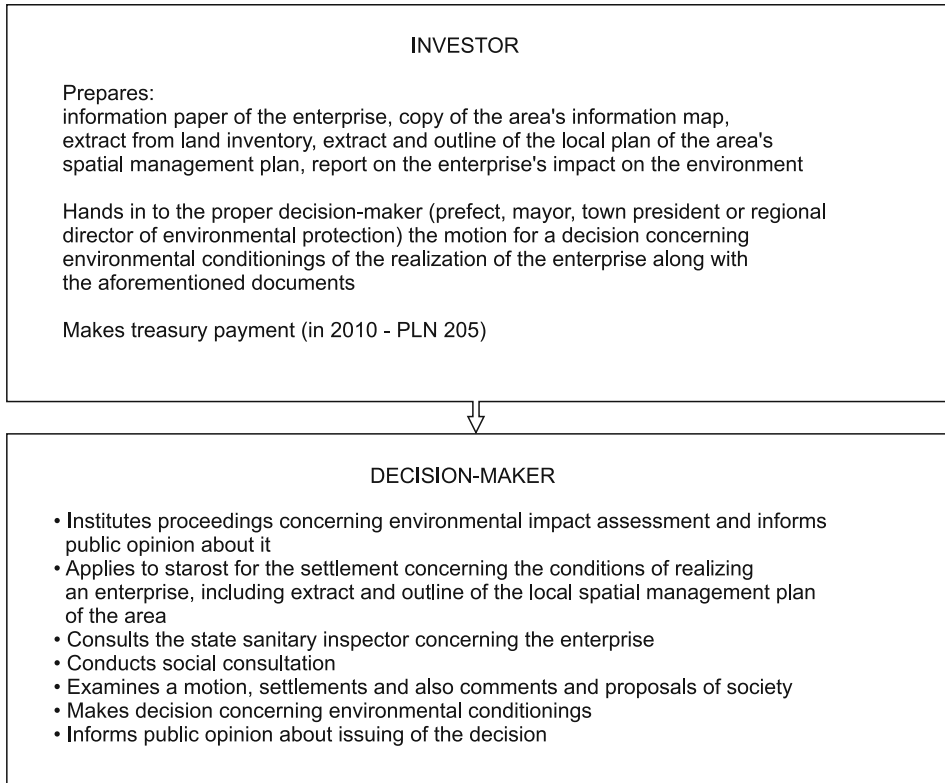 INVESTOR
Prepares:
information paper of the enterprise, copy of the area's information map,
extract from land inventory, extract and outline of the local plan of the area's
spatial management plan, report on the enterprise's impact on the environment
Hands in to the proper decision-maker (prefect, mayor, town president or regional
director of environmental protection) the motion for a decision concerning
environmental conditionings of the realization of the enterprise along with
the aforementioned documents
Makes treasury payment (in 2010 - PLN 205)
DECISION-MAKER
• Institutes proceedings concerning environmental impact assessment and informs
public opinion about it
• Applies to starost for the settlement concerning the conditions of realizing
an enterprise, including extract and outline of the local spatial management plan
of the area
• Consults the state sanitary inspector concerning the enterprise
• Conducts social consultation
• Examines a motion, settlements and also comments and proposals of society
• Makes decision concerning environmental conditionings
• Informs public opinion about issuing of the decision